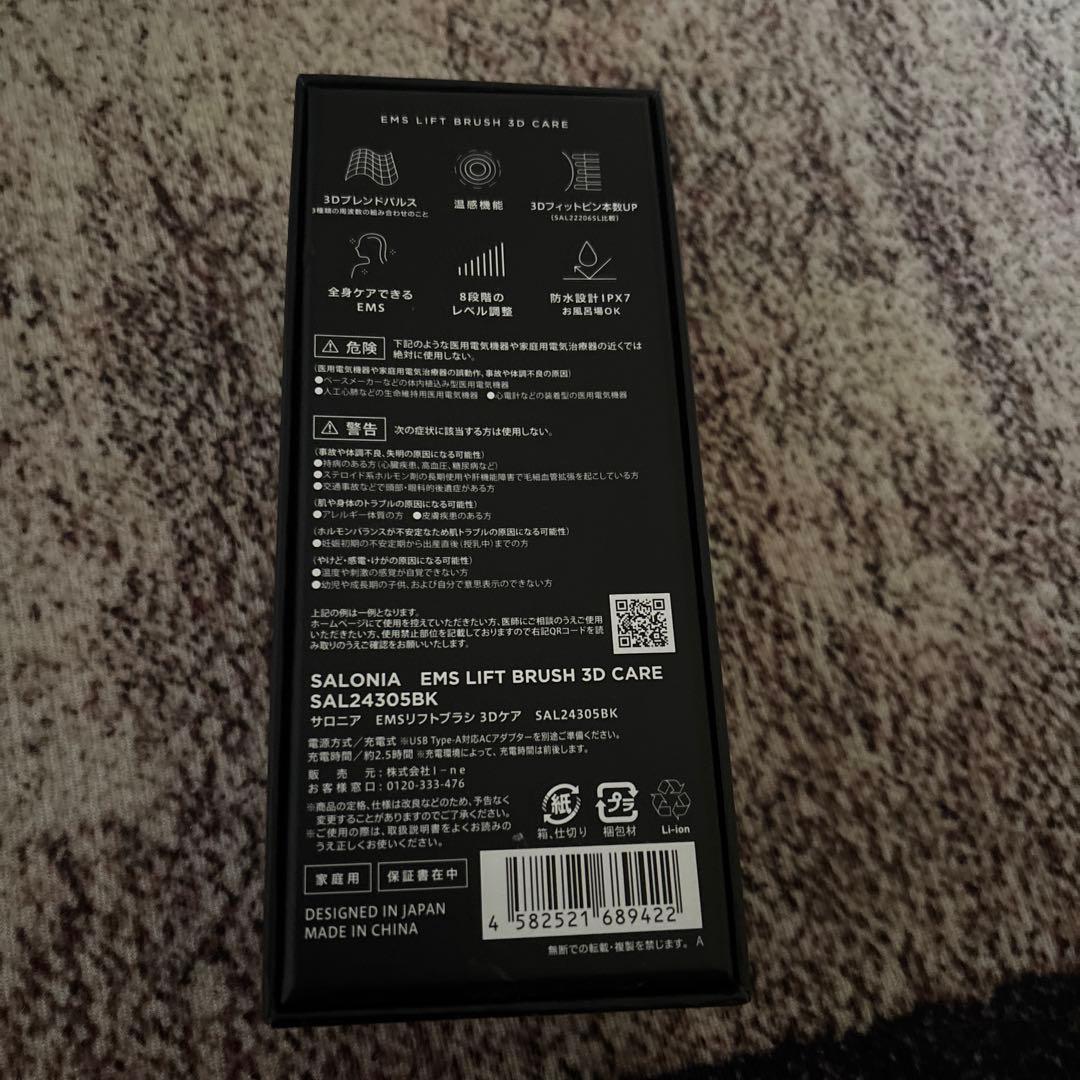 EMS LIFT BRUSH 3D CARE
3Dブレンドパルス
3種類の周波数の組み合わせのこと
温感機能
3Dフィットピン本数UP
(SAL22206SL比較)
全身ケアできる
EMS
8段階の
レベル調整
防水設計IPX7
お風呂場OK
危険 下記のような医用電気機器や家庭用電気治療器の近くでは
絶対に使用しない。
(医用電気機器や家庭用電気治療器の誤動作、事故や体調不良の原因)
●ペースメーカーなどの体内植込み型医用電気機器
●人工心肺などの生命維持用医用電気機器 ●心電計などの装着型の医用電気機器
警告 次の症状に該当する方は使用しない。
(事故や体調不良、失明の原因になる可能性)
●持病のある方(心臓疾患、高血圧、糖尿病など)
●ステロイド系ホルモン剤の長期使用や肝機能障害で毛細血管拡張を起こしている方
●交通事故などで頭部・眼科的後遺症がある方
(肌や身体のトラブルの原因になる可能性)
●アレルギー体質の方 ●皮膚疾患のある方
(ホルモンバランスが不安定なため肌トラブルの原因になる可能性)
●妊娠初期の不安定期から出産直後(授乳中)までの方
(やけど・感電・けがの原因になる可能性)
●温度や刺激の感覚が自覚できない方
●幼児や成長期の子供、および自分で意思表示のできない方
上記の例は一例となります。
ホームページにて使用を控えていただきたい方、医師にご相談のうえご使用
いただきたい方、使用禁止部位を記載しておりますので右記QRコードを読
み取りのうえご確認をお願いいたします。
SALONIA EMS LIFT BRUSH 3D CARE
SAL24305BK
サロニア EMSリフトブラシ 3Dケア SAL24305BK
電源方式/充電式 ※USB Type-A対応ACアダプターを別途ご準備ください。
充電時間/約2.5時間 ※充電環境によって、充電時間は前後します。
販売元:株式会社I-ne
お客様窓口:0120-333-476
※商品の定格、仕様は改良などのため、予告なく
変更することがありますのでご了承ください。
※ご使用の際は、取扱説明書をよくお読みの
うえ正しくお使いください。
紙
箱、仕切り
プラ
梱包材
Li-ion
家庭用 保証書在中
DESIGNED IN JAPAN
MADE IN CHINA
4 582521 689422
無断での転載・複製を禁じます。 A